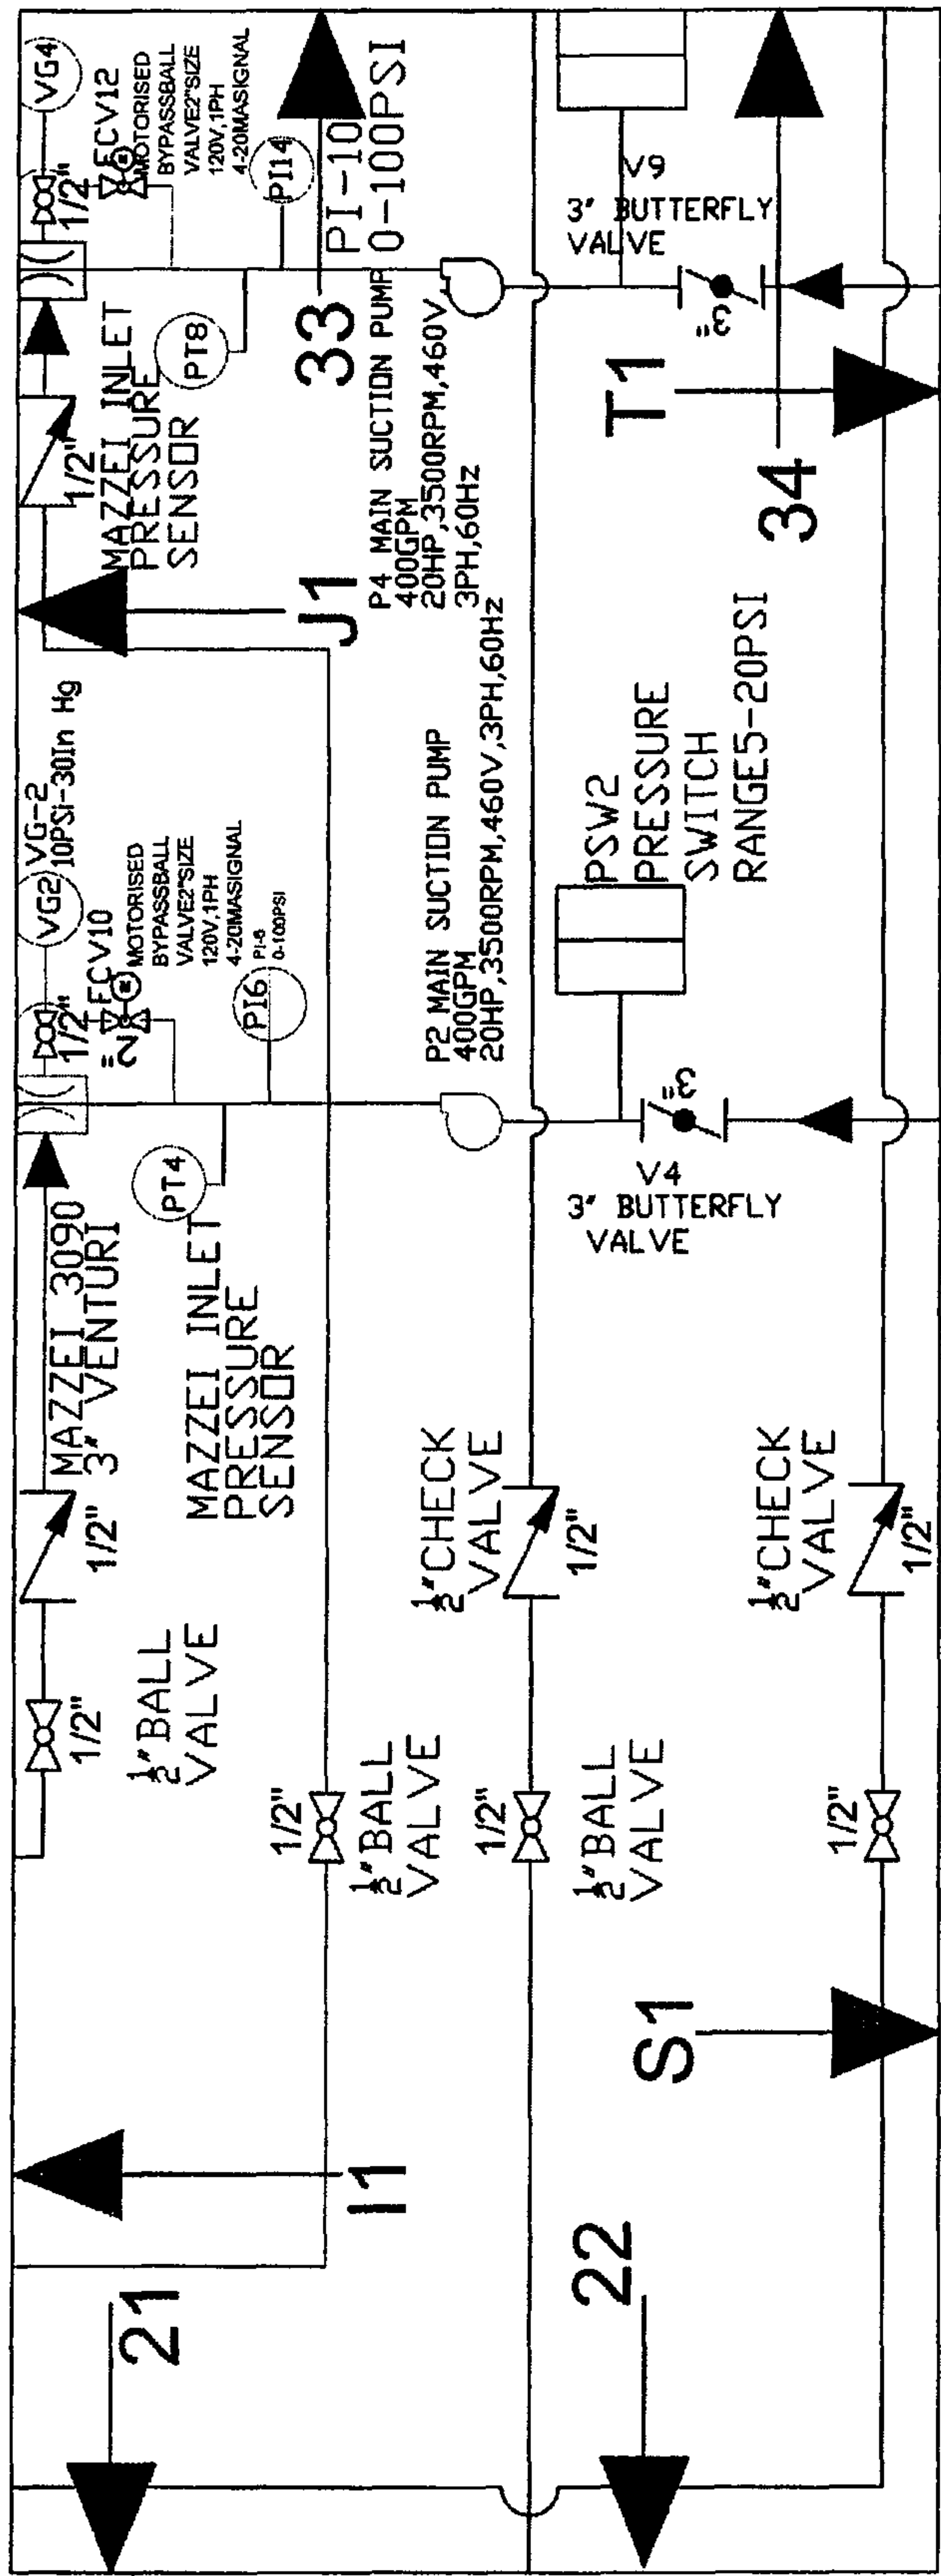 VG4
1/2"
FCV12
MOTORISED
BYPASSBALL
VALVE2"SIZE
120V,1PH
4-20MASIGNAL
PI14
PI-10
0-100PSI
33
MAZZEI INLET
PRESSURE
SENSOR
PT8
1/2"
J1
P4 MAIN SUCTION PUMP
400GPM
20HP,3500RPM,460V,
3PH,60Hz
V9
3" BUTTERFLY
VALVE
3"
T1
34
VG2
VG-2
10PSi-30In Hg
1/2"
FCV10
2"
MOTORISED
BYPASSBALL
VALVE2"SIZE
120V,1PH
4-20MASIGNAL
PI6
PI-6
0-100PSI
P2 MAIN SUCTION PUMP
400GPM
20HP,3500RPM,460V,3PH,60Hz
PSW2
PRESSURE
SWITCH
RANGE5-20PSI
PT4
MAZZEI 3090
3" VENTURI
MAZZEI INLET
PRESSURE
SENSOR
3"
V4
3" BUTTERFLY
VALVE
1/2"
1/2"
½"BALL
VALVE
½"CHECK
VALVE
1/2"
½"CHECK
VALVE
1/2"
1/2"
½"BALL
VALVE
1/2"
½"BALL
VALVE
1/2"
S1
I1
21
22